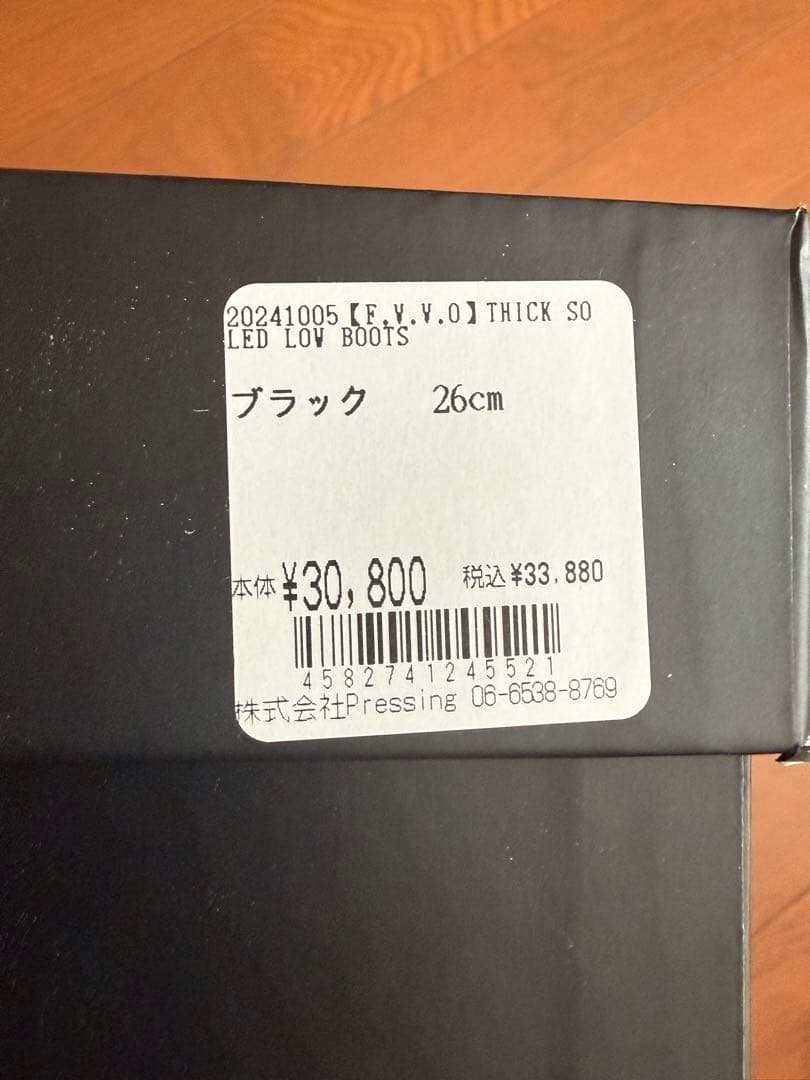 20241005【F.V.V.O】THICK SO
LED LOW BOOTS
ブラック 26cm
本体 ¥30,800 税込 ¥33,880
4582741245521
株式会社Pressing 06-6538-8769